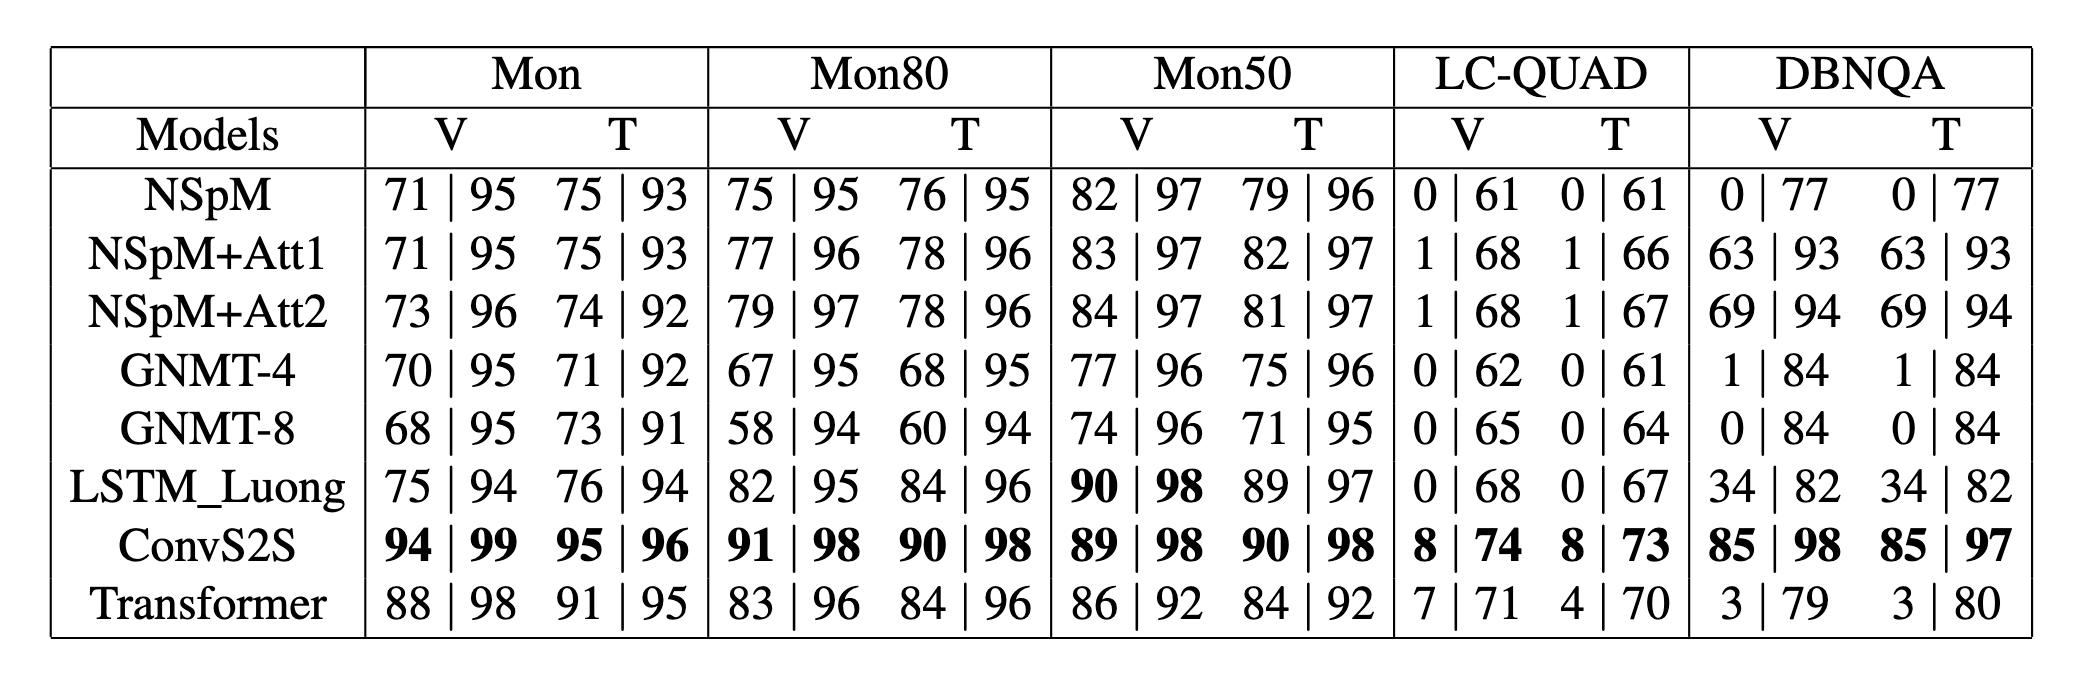 Mon Mon80 Mon50 LC-QUAD DBNQA
Models V T V T V T V T V T
NSpM 71 | 95 75 | 93 75 | 95 76 | 95 82 | 97 79 | 96 0 | 61 0 | 61 0 | 77 0 | 77
NSpM+Att1 71 | 95 75 | 93 77 | 96 78 | 96 83 | 97 82 | 97 1 | 68 1 | 66 63 | 93 63 | 93
NSpM+Att2 73 | 96 74 | 92 79 | 97 78 | 96 84 | 97 81 | 97 1 | 68 1 | 67 69 | 94 69 | 94
GNMT-4 70 | 95 71 | 92 67 | 95 68 | 95 77 | 96 75 | 96 0 | 62 0 | 61 1 | 84 1 | 84
GNMT-8 68 | 95 73 | 91 58 | 94 60 | 94 74 | 96 71 | 95 0 | 65 0 | 64 0 | 84 0 | 84
LSTM_Luong 75 | 94 76 | 94 82 | 95 84 | 96 90 | 98 89 | 97 0 | 68 0 | 67 34 | 82 34 | 82
ConvS2S 94 | 99 95 | 96 91 | 98 90 | 98 89 | 98 90 | 98 8 | 74 8 | 73 85 | 98 85 | 97
Transformer 88 | 98 91 | 95 83 | 96 84 | 96 86 | 92 84 | 92 7 | 71 4 | 70 3 | 79 3 | 80